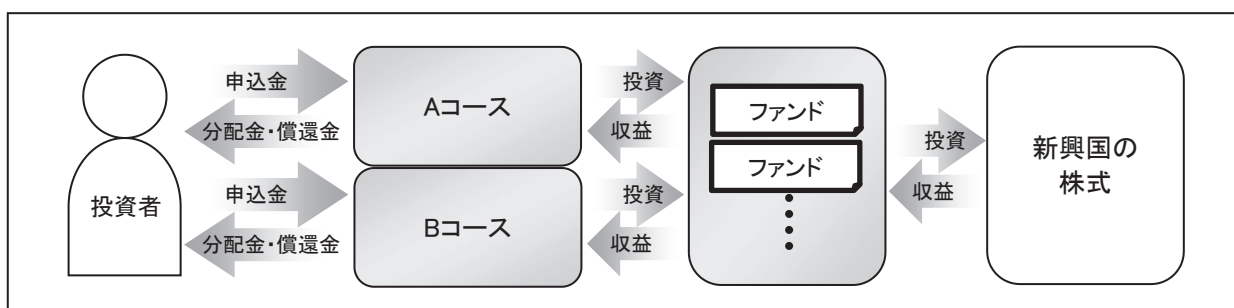 投資者
申込金
分配金・償還金
申込金
分配金・償還金
Aコース
Bコース
投資
収益
投資
収益
ファンド
ファンド
投資
収益
新興国の
株式